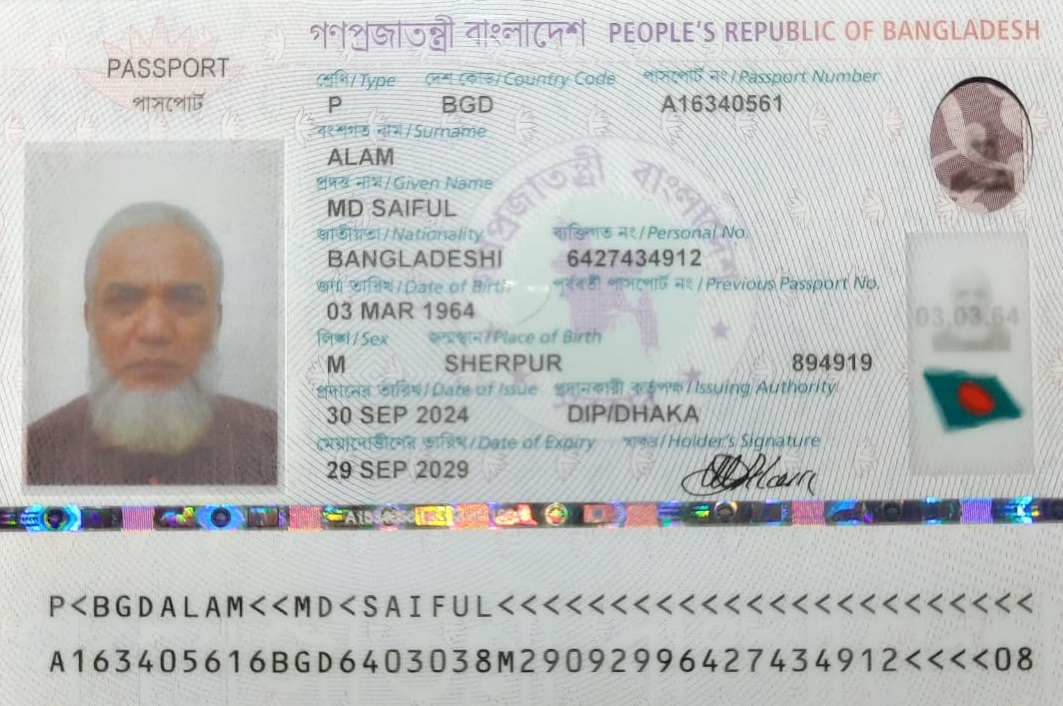 গণপ্রজাতন্ত্রী বাংলাদেশ PEOPLE'S REPUBLIC OF BANGLADESH
PASSPORT
পাসপোর্ট
শ্রেণি/Type দেশ কোড/Country Code পাসপোর্ট নং/Passport Number
P BGD A16340561
বংশগত নাম/Surname
ALAM
প্রদত্ত নাম/Given Name
MD SAIFUL
জাতীয়তা/Nationality ব্যক্তিগত নং/Personal No.
BANGLADESHI 6427434912
জন্ম তারিখ/Date of Birth পূর্ববর্তী পাসপোর্ট নং/Previous Passport No.
03 MAR 1964
03.03.64
লিঙ্গ/Sex জন্মস্থান/Place of Birth
M SHERPUR 894919
প্রদানের তারিখ/Date of Issue প্রদানকারী কর্তৃপক্ষ/Issuing Authority
30 SEP 2024 DIP/DHAKA
মেয়াদোত্তীর্ণের তারিখ/Date of Expiry স্বাক্ষর/Holder's Signature
29 SEP 2029
P<BGDALAM<<MD<SAIFUL<<<<<<<<<<<<<<<<<<<<<<<<
A163405616BGD6403038M29092996427434912<<<<08